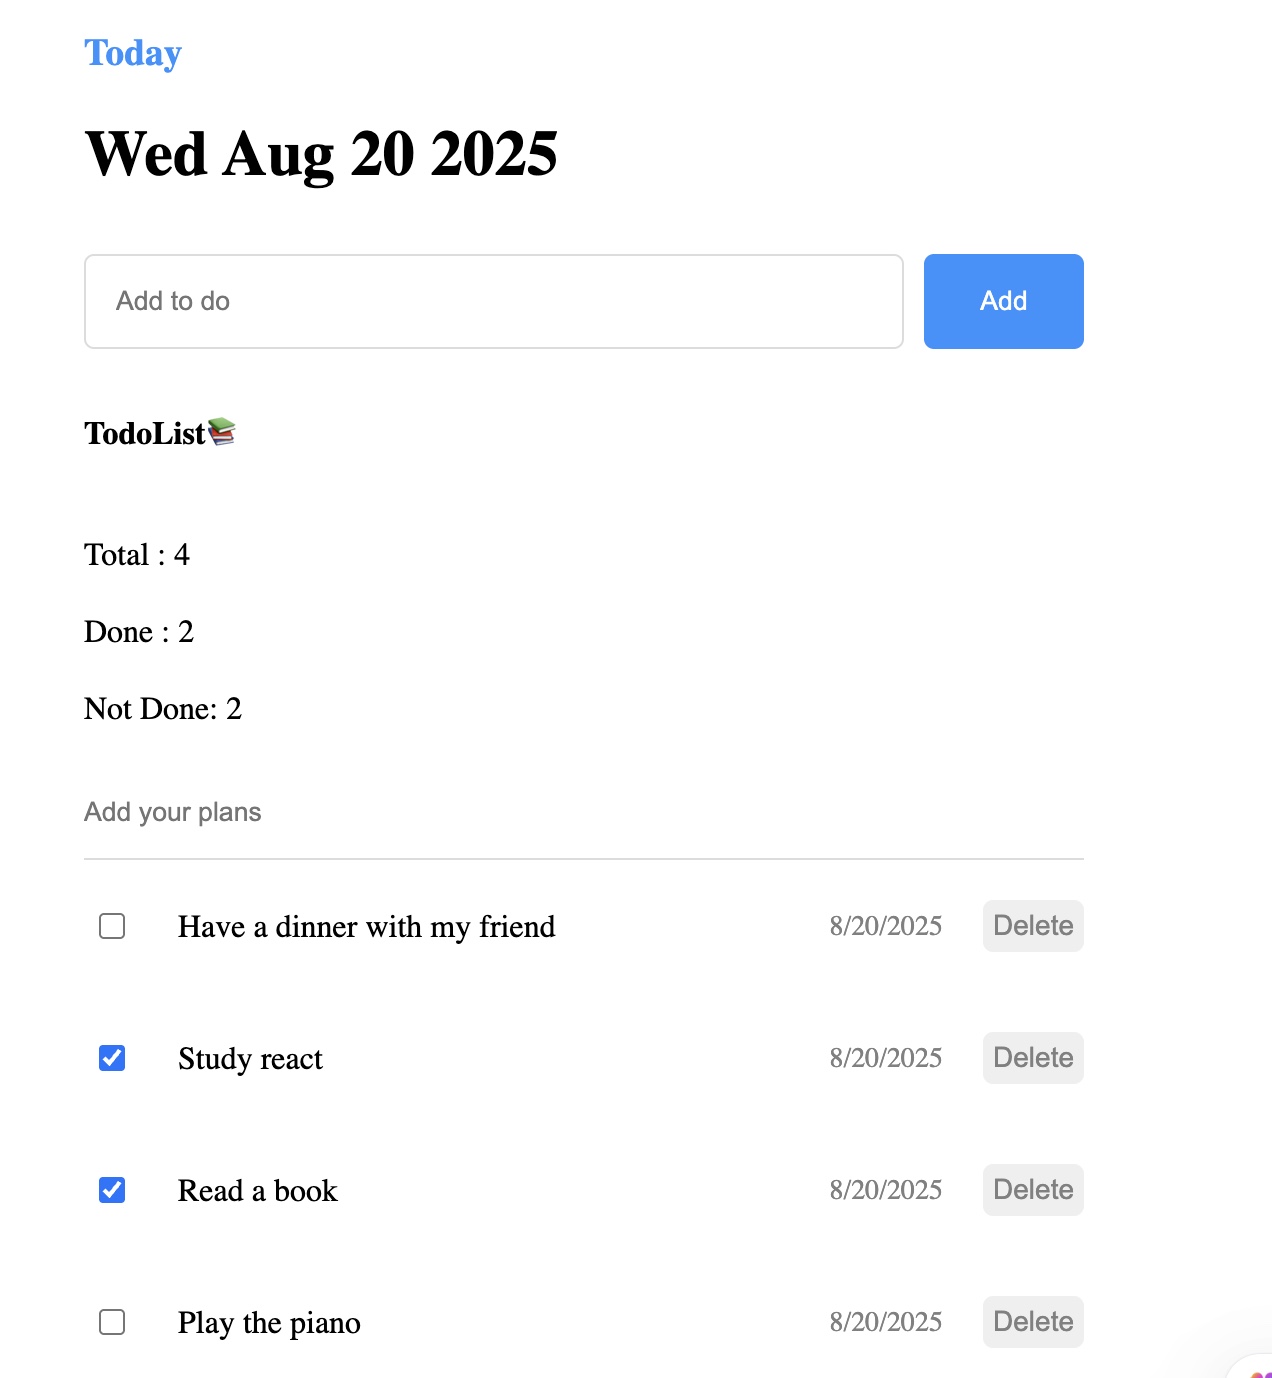 Today
Wed Aug 20 2025
Add to do
Add
TodoList📚
Total : 4
Done : 2
Not Done: 2
Add your plans
Have a dinner with my friend 8/20/2025 Delete
Study react 8/20/2025 Delete
Read a book 8/20/2025 Delete
Play the piano 8/20/2025 Delete